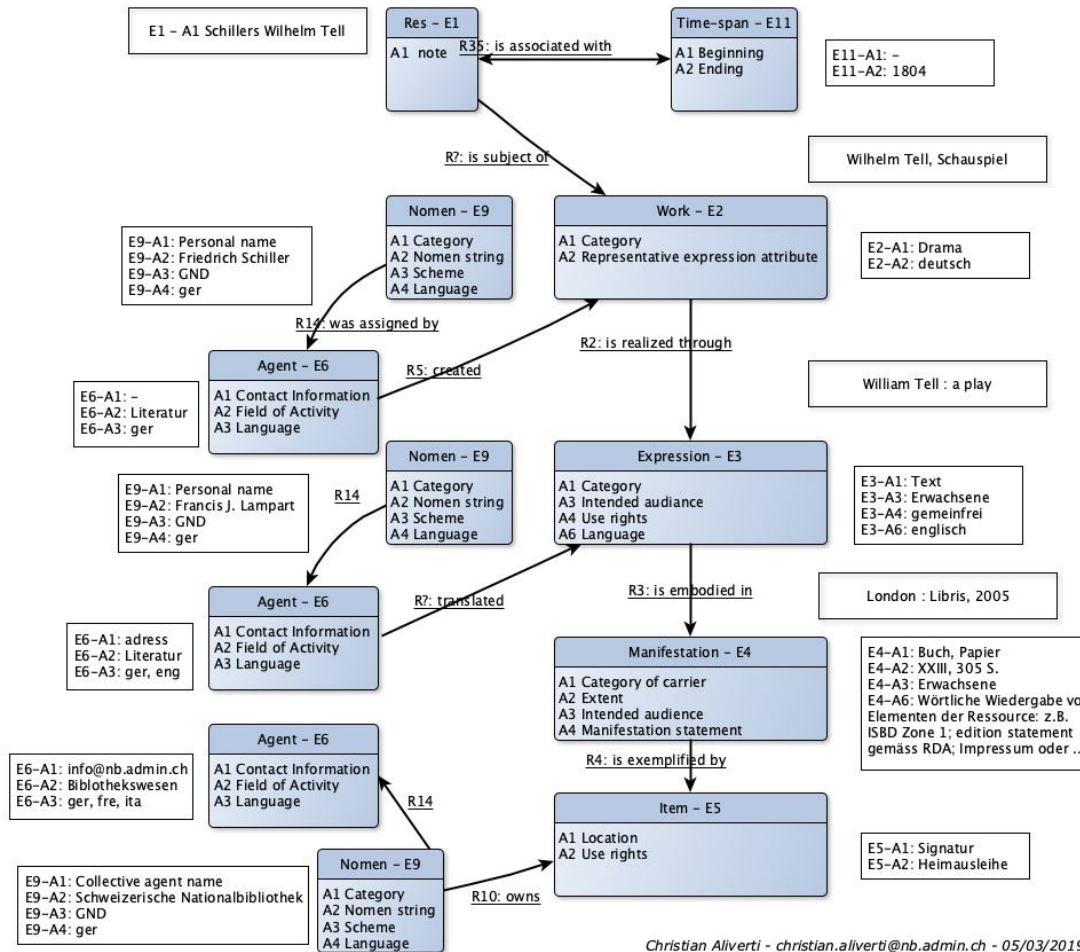 E1 - A1 Schillers Wilhelm Tell
Res - E1
A1 note
R35: is associated with
Time-span - E11
A1 Beginning
A2 Ending
E11-A1: -
E11-A2: 1804
R?: is subject of
Wilhelm Tell, Schauspiel
Nomen - E9
A1 Category
A2 Nomen string
A3 Scheme
A4 Language
Work - E2
A1 Category
A2 Representative expression attribute
E9-A1: Personal name
E9-A2: Friedrich Schiller
E9-A3: GND
E9-A4: ger
E2-A1: Drama
E2-A2: deutsch
R14: was assigned by
R2: is realized through
Agent - E6
A1 Contact Information
A2 Field of Activity
A3 Language
R5: created
E6-A1: -
E6-A2: Literatur
E6-A3: ger
William Tell : a play
Nomen - E9
A1 Category
A2 Nomen string
A3 Scheme
A4 Language
Expression - E3
A1 Category
A3 Intended audiance
A4 Use rights
A6 Language
E9-A1: Personal name
E9-A2: Francis J. Lampart
E9-A3: GND
E9-A4: ger
R14
E3-A1: Text
E3-A3: Erwachsene
E3-A4: gemeinfrei
E3-A6: englisch
Agent - E6
A1 Contact Information
A2 Field of Activity
A3 Language
R?: translated
R3: is embodied in
London : Libris, 2005
E6-A1: adress
E6-A2: Literatur
E6-A3: ger, eng
Manifestation - E4
A1 Category of carrier
A2 Extent
A3 Intended audience
A4 Manifestation statement
E4-A1: Buch, Papier
E4-A2: XXIII, 305 S.
E4-A3: Erwachsene
E4-A6: Wörtliche Wiedergabe vo
Elementen der Ressource: z.B.
ISBD Zone 1; edition statement
gemäss RDA; Impressum oder ..
Agent - E6
A1 Contact Information
A2 Field of Activity
A3 Language
R4: is exemplified by
E6-A1: info@nb.admin.ch
E6-A2: Biblothekswesen
E6-A3: ger, fre, ita
R14
Item - E5
A1 Location
A2 Use rights
E5-A1: Signatur
E5-A2: Heimausleihe
Nomen - E9
A1 Category
A2 Nomen string
A3 Scheme
A4 Language
R10: owns
E9-A1: Collective agent name
E9-A2: Schweizerische Nationalbibliothek
E9-A3: GND
E9-A4: ger
Christian Aliverti - christian.aliverti@nb.admin.ch - 05/03/2019